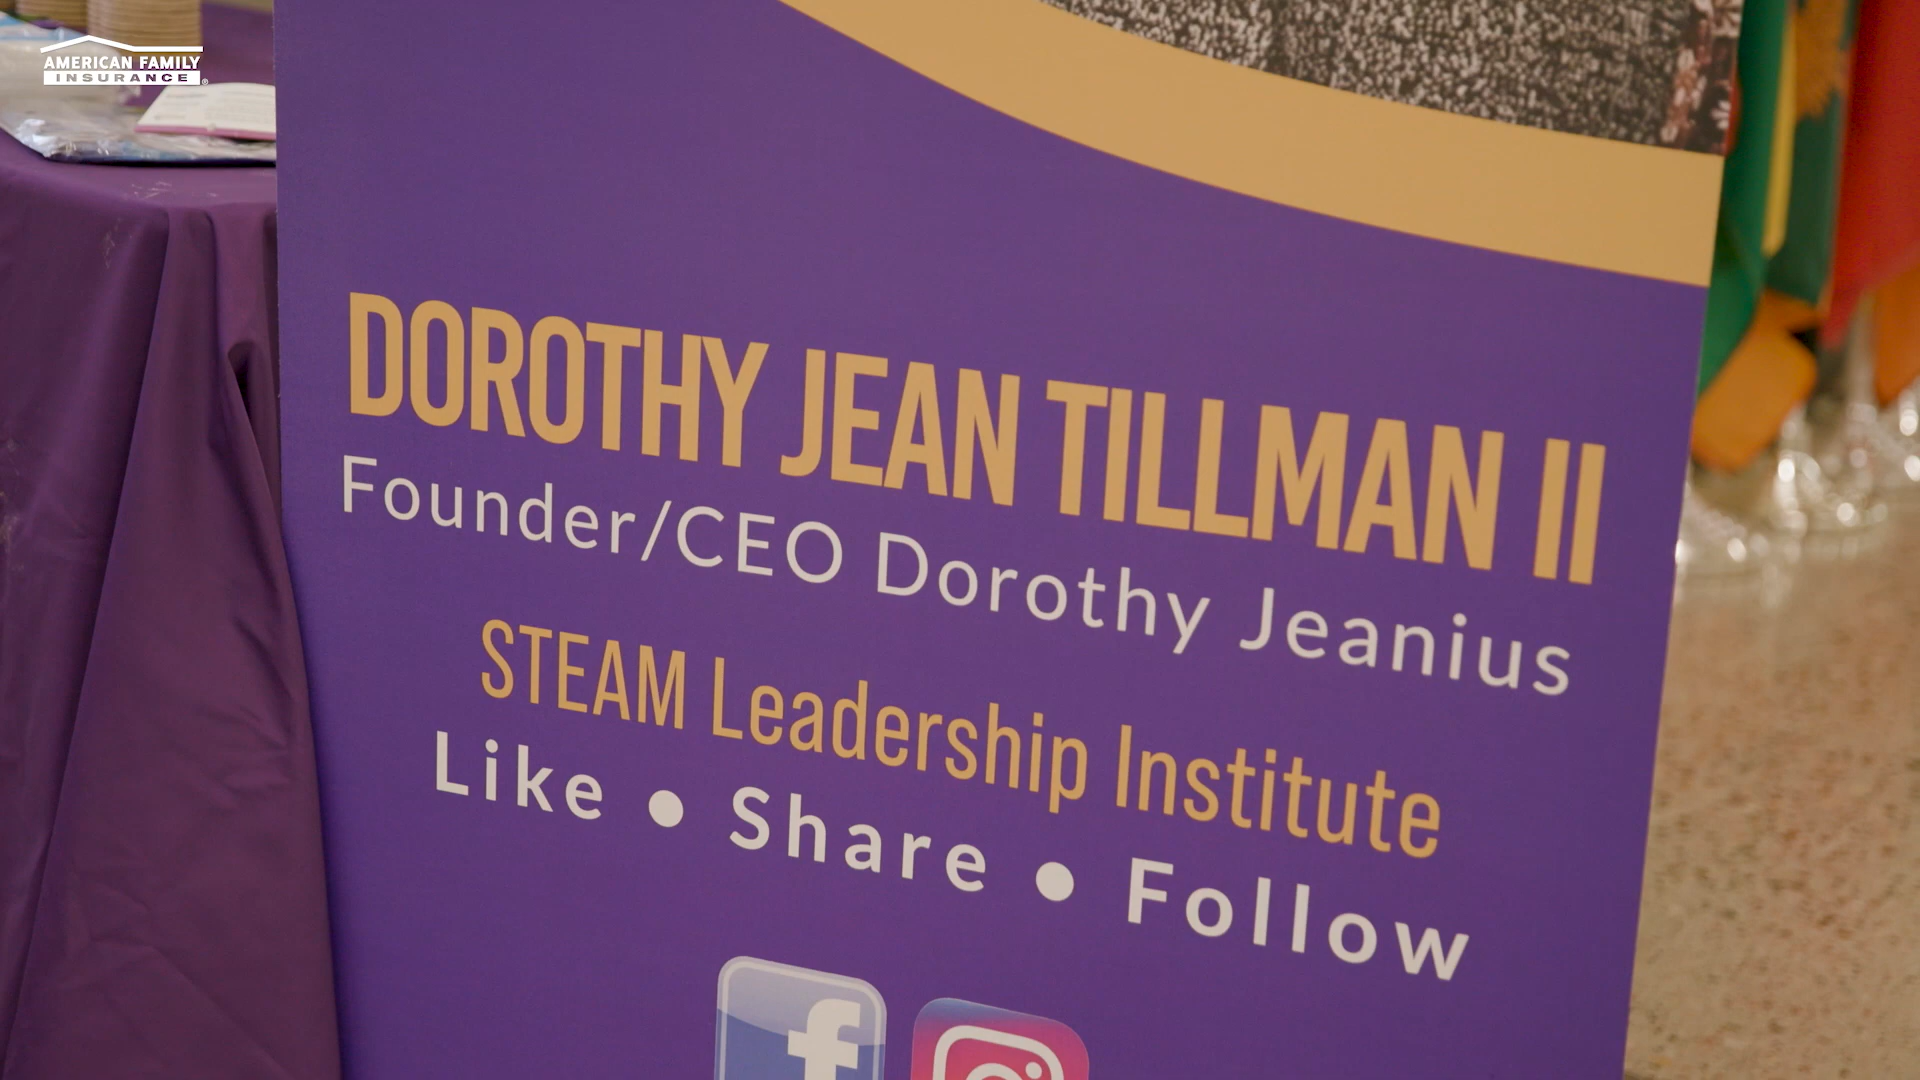 AMERICAN FAMILY
INSURANCE
DOROTHY JEAN TILLMAN II
Founder/CEO Dorothy Jeanius
STEAM Leadership Institute
Like • Share • Follow